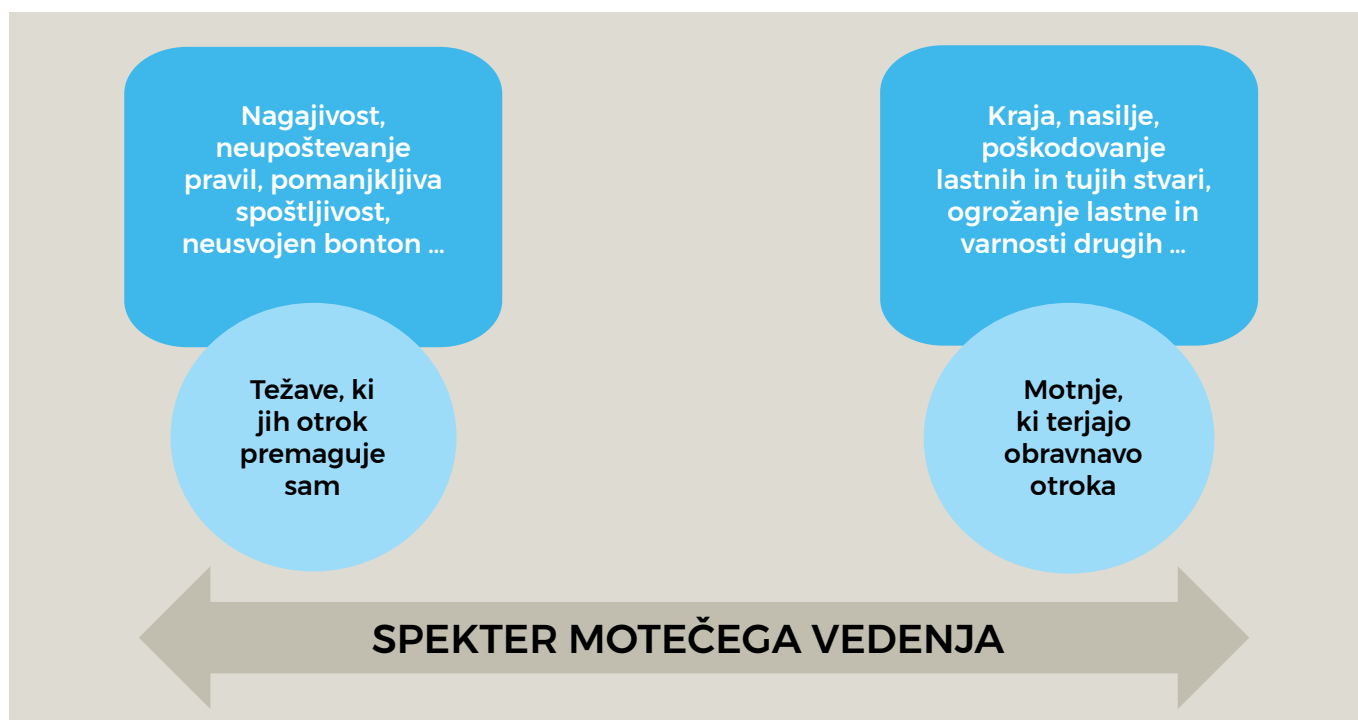 Nagajivost,
neupoštevanje
pravil, pomanjkljiva
spoštljivost,
neusvojen bonton ...
Težave, ki
jih otrok
premaguje
sam
Kraja, nasilje,
poškodovanje
lastnih in tujih stvari,
ogrožanje lastne in
varnosti drugih ...
Motnje,
ki terjajo
obravnavo
otroka
SPEKTER MOTEČEGA VEDENJA